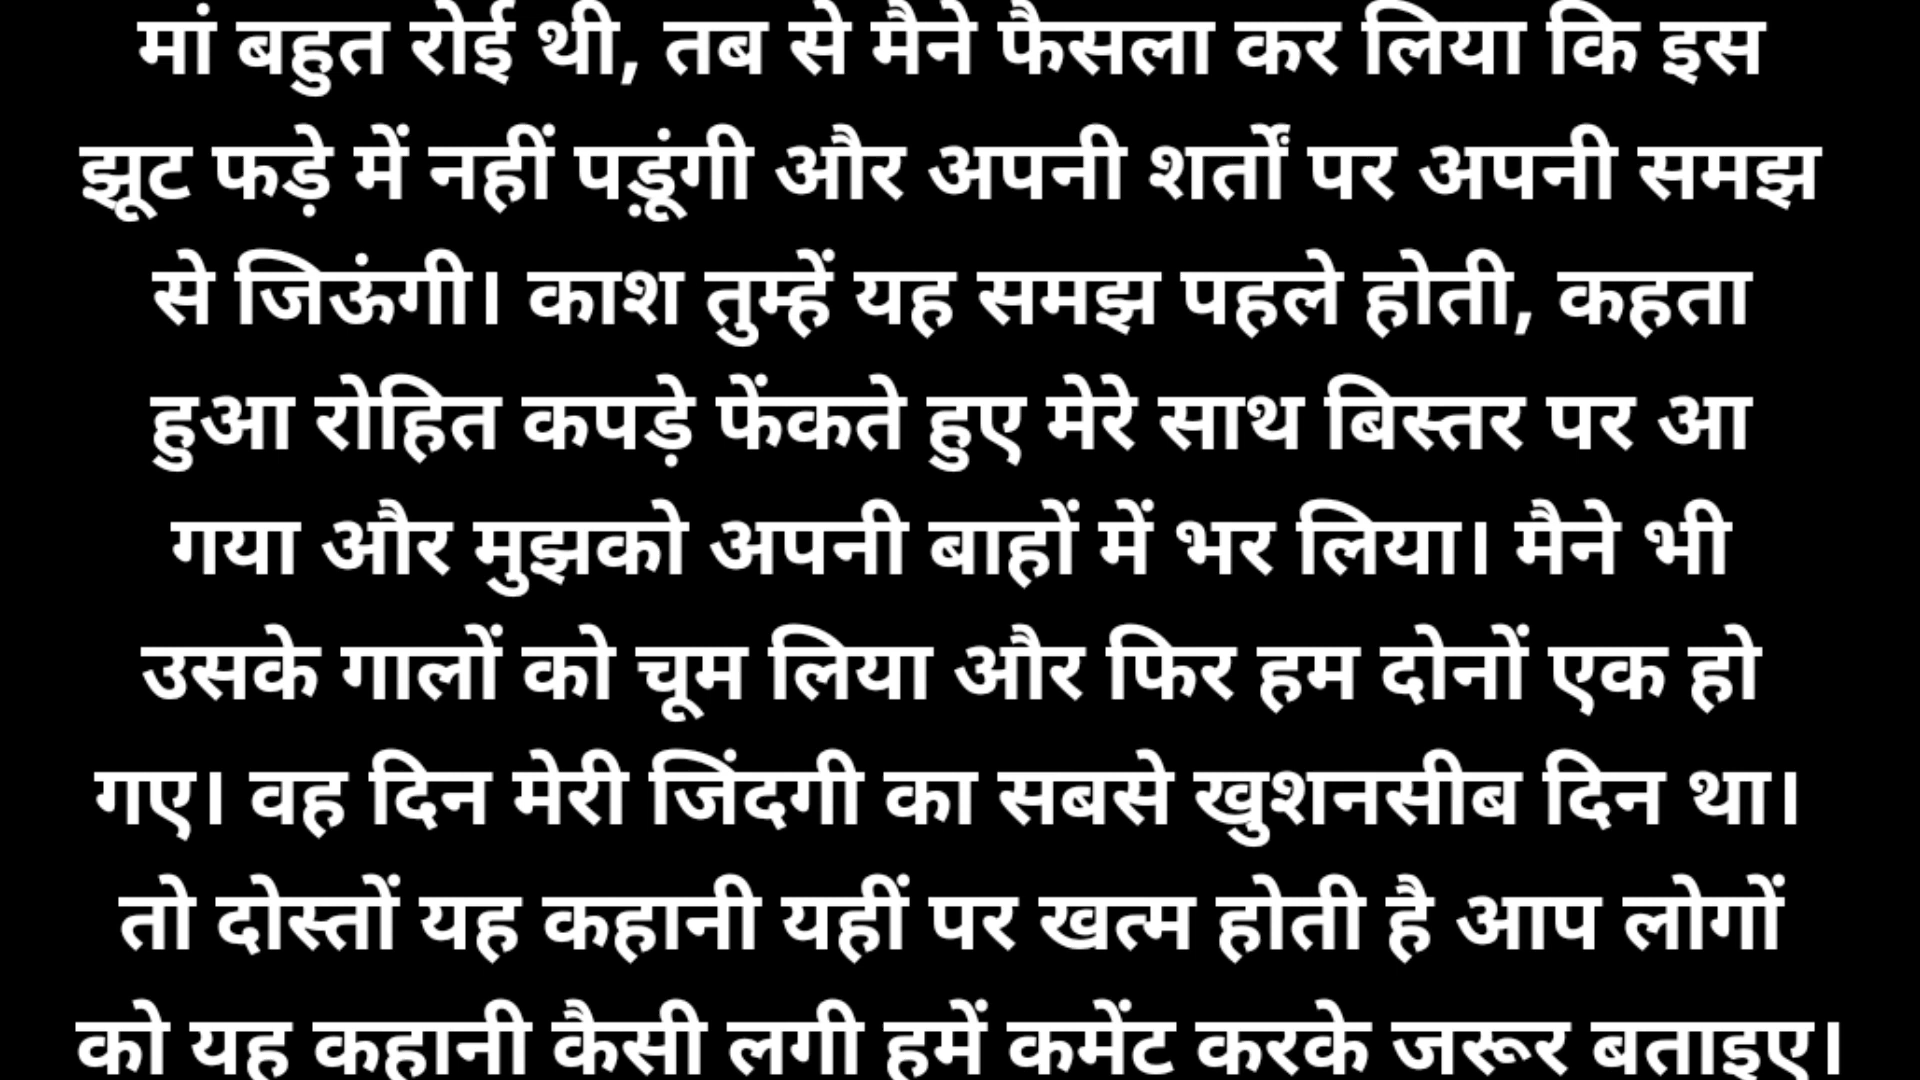 मां बहुत रोई थी, तब से मैने फैसला कर लिया कि इस
झूट फड़े में नहीं पड़ूंगी और अपनी शर्तों पर अपनी समझ
से जिऊंगी। काश तुम्हें यह समझ पहले होती, कहता
हुआ रोहित कपड़े फेंकते हुए मेरे साथ बिस्तर पर आ
गया और मुझको अपनी बाहों में भर लिया। मैने भी
उसके गालों को चूम लिया और फिर हम दोनों एक हो
गए। वह दिन मेरी जिंदगी का सबसे खुशनसीब दिन था।
तो दोस्तों यह कहानी यहीं पर खत्म होती है आप लोगों
को यह कहानी कैसी लगी हमें कमेंट करके जरूर बताइए।